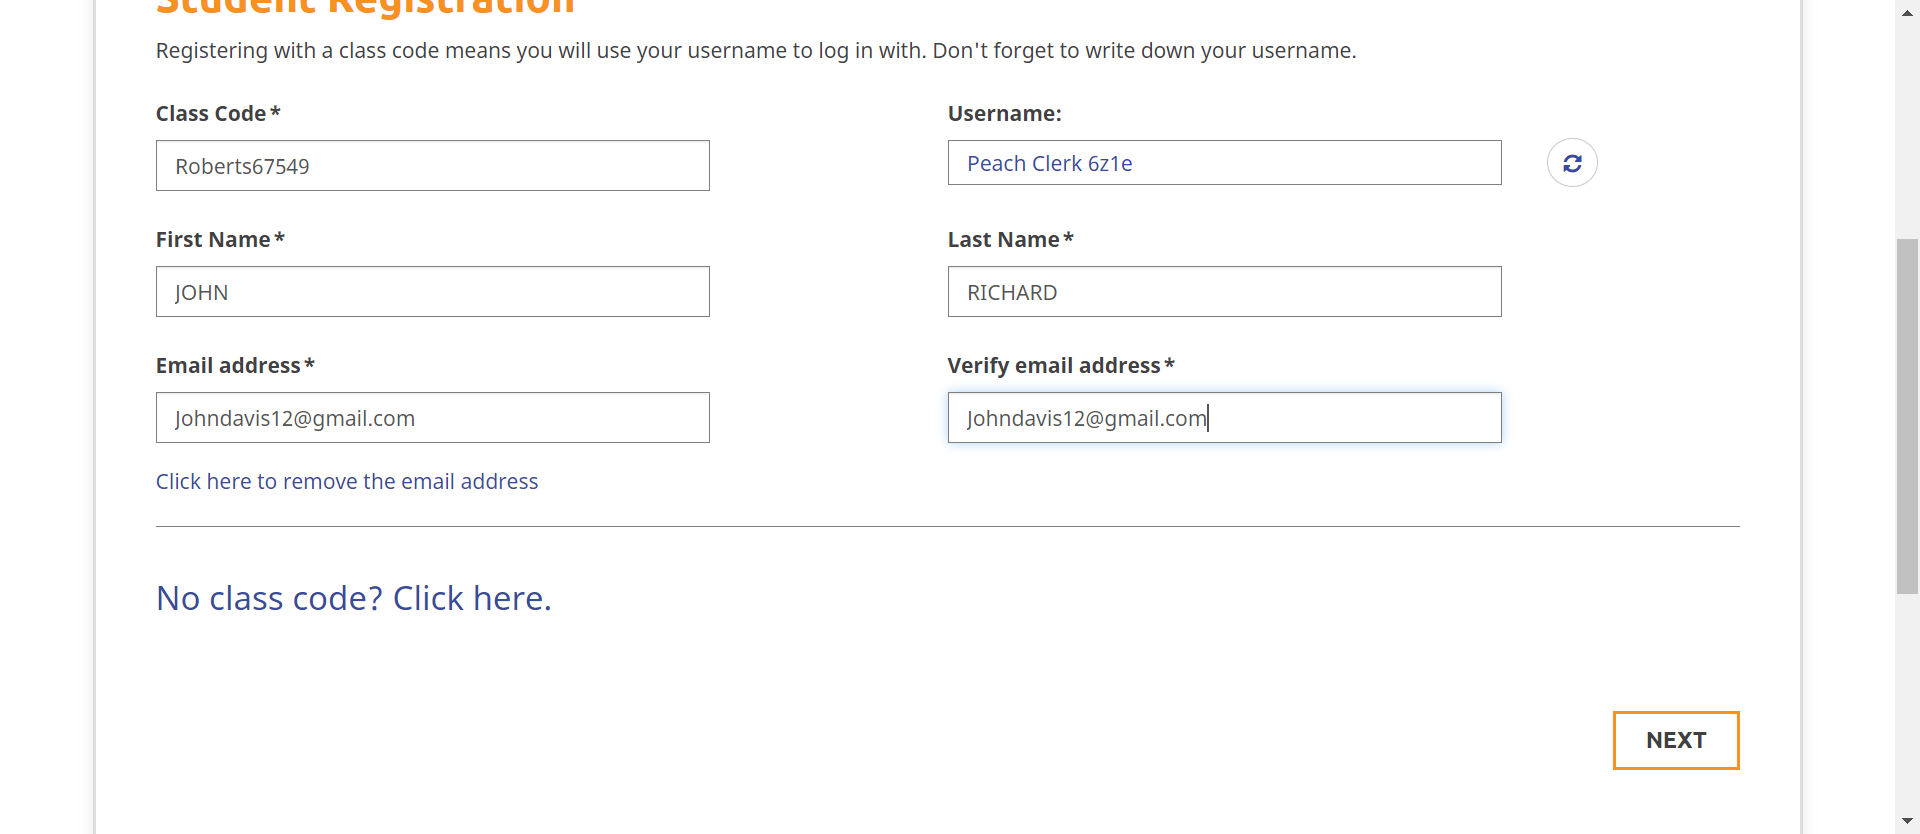 Student Registration
Registering with a class code means you will use your username to log in with. Don't forget to write down your username.
Class Code*
Username:
Roberts67549
Peach Clerk 6z1e
First Name*
Last Name*
JOHN
RICHARD
Email address*
Verify email address*
Johndavis12@gmail.com
Johndavis12@gmail.com
Click here to remove the email address
No class code? Click here.
NEXT